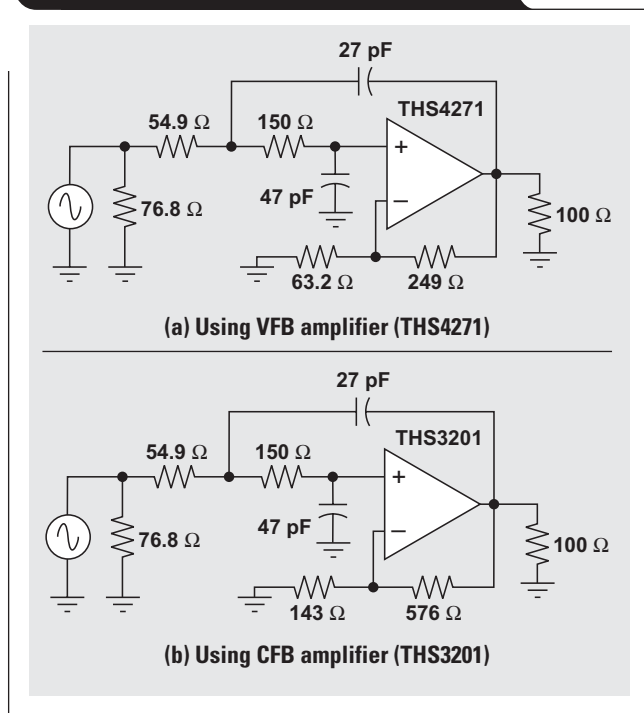 27 pF
THS4271
54.9 Ω
150 Ω
+
47 pF
−
76.8 Ω
100 Ω
63.2 Ω
249 Ω
(a) Using VFB amplifier (THS4271)
27 pF
THS3201
54.9 Ω
150 Ω
+
47 pF
−
76.8 Ω
100 Ω
143 Ω
576 Ω
(b) Using CFB amplifier (THS3201)